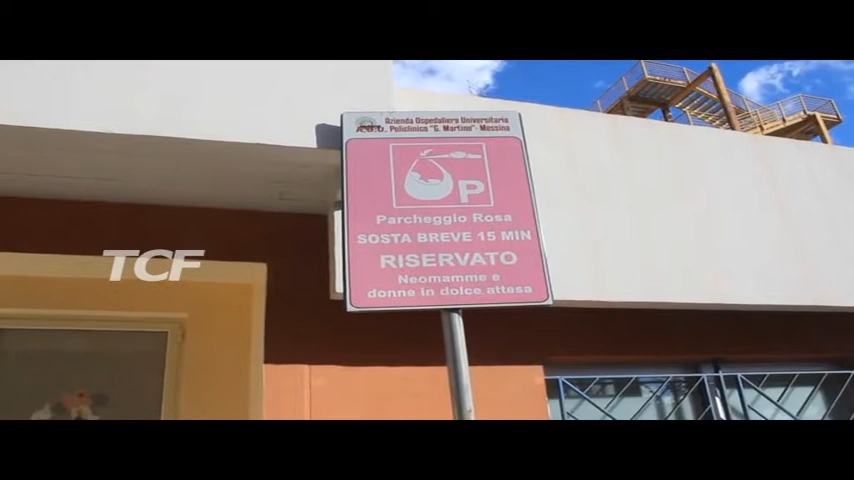 Azienda Ospedaliera Universitaria
A.O.U. Policlinico "G. Martino"- Messina
P
Parcheggio Rosa
SOSTA BREVE 15 MIN
RISERVATO
Neomamme e
donne in dolce attesa
TCF